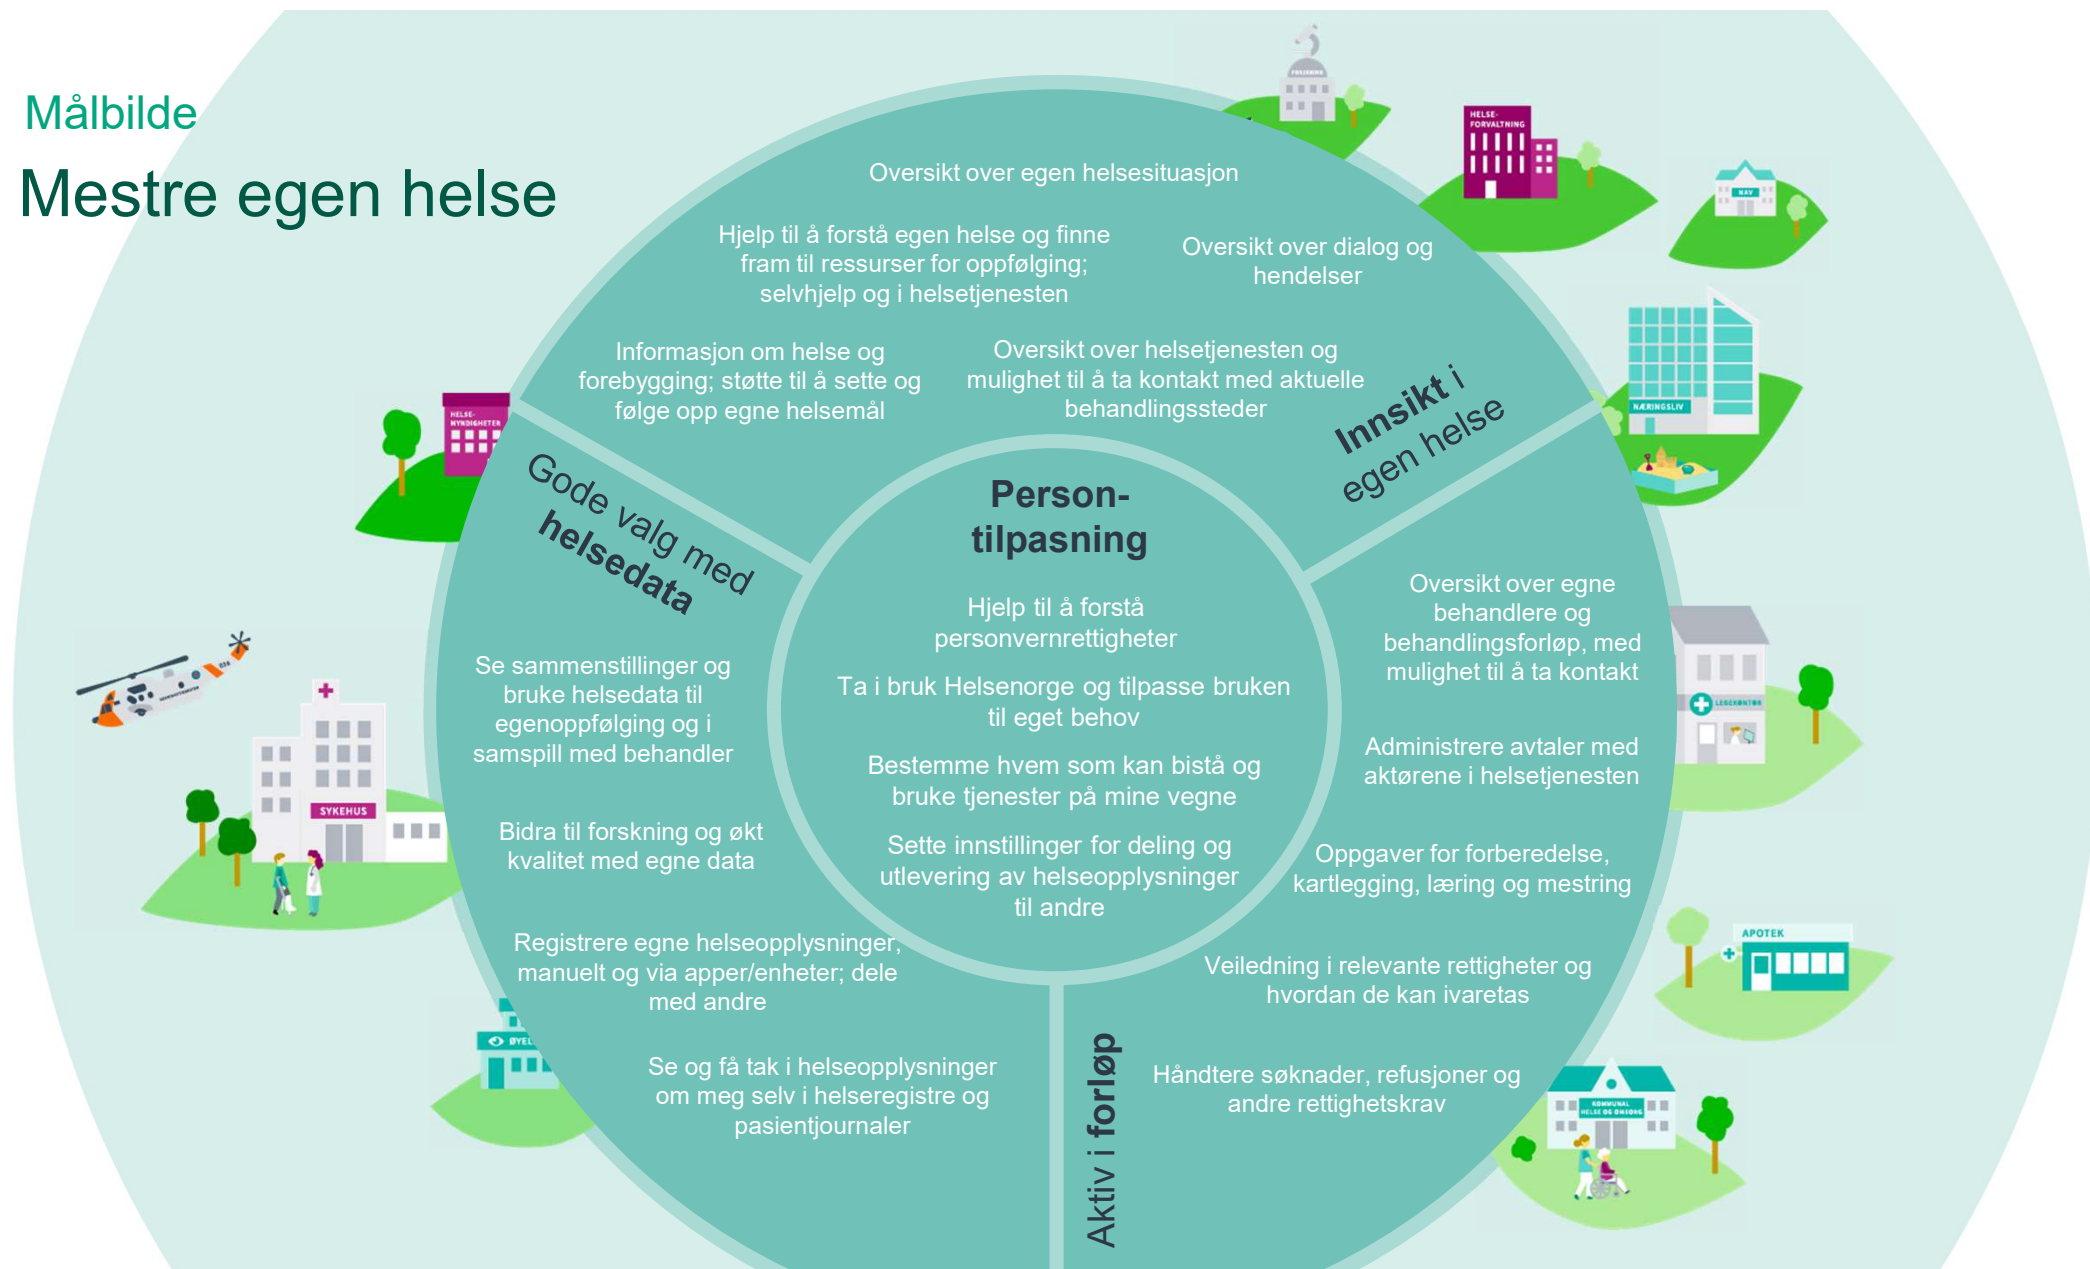 Målbilde
Mestre egen helse
Oversikt over egen helsesituasjon
Hjelp til å forstå egen helse og finne
fram til ressurser for oppfølging;
selvhjelp og i helsetjenesten
Oversikt over dialog og
hendelser
Informasjon om helse og
forebygging; støtte til å sette og
følge opp egne helsemål
Oversikt over helsetjenesten og
mulighet til å ta kontakt med aktuelle
behandlingssteder
Innsikt i
egen helse
Gode valg med
helsedata
Person-
tilpasning
Hjelp til å forstå
personvernrettigheter
Ta i bruk Helsenorge og tilpasse bruken
til eget behov
Bestemme hvem som kan bistå og
bruke tjenester på mine vegne
Sette innstillinger for deling og
utlevering av helseopplysninger
til andre
Oversikt over egne
behandlere og
behandlingsforløp, med
mulighet til å ta kontakt
Administrere avtaler med
aktørene i helsetjenesten
Oppgaver for forberedelse,
kartlegging, læring og mestring
Veiledning i relevante rettigheter og
hvordan de kan ivaretas
Håndtere søknader, refusjoner og
andre rettighetskrav
Aktiv i forløp
Se sammenstillinger og
bruke helsedata til
egenoppfølging og i
samspill med behandler
Bidra til forskning og økt
kvalitet med egne data
Registrere egne helseopplysninger,
manuelt og via apper/enheter; dele
med andre
Se og få tak i helseopplysninger
om meg selv i helseregistre og
pasientjournaler
FORSKNING
HELSE-
FORVALTNING
NAV
NÆRINGSLIV
LEGEKONTOR
APOTEK
KOMMUNAL
HELSE OG OMSORG
HELSE-
MYNDIGHETER
SYKEHUS
ØYEL